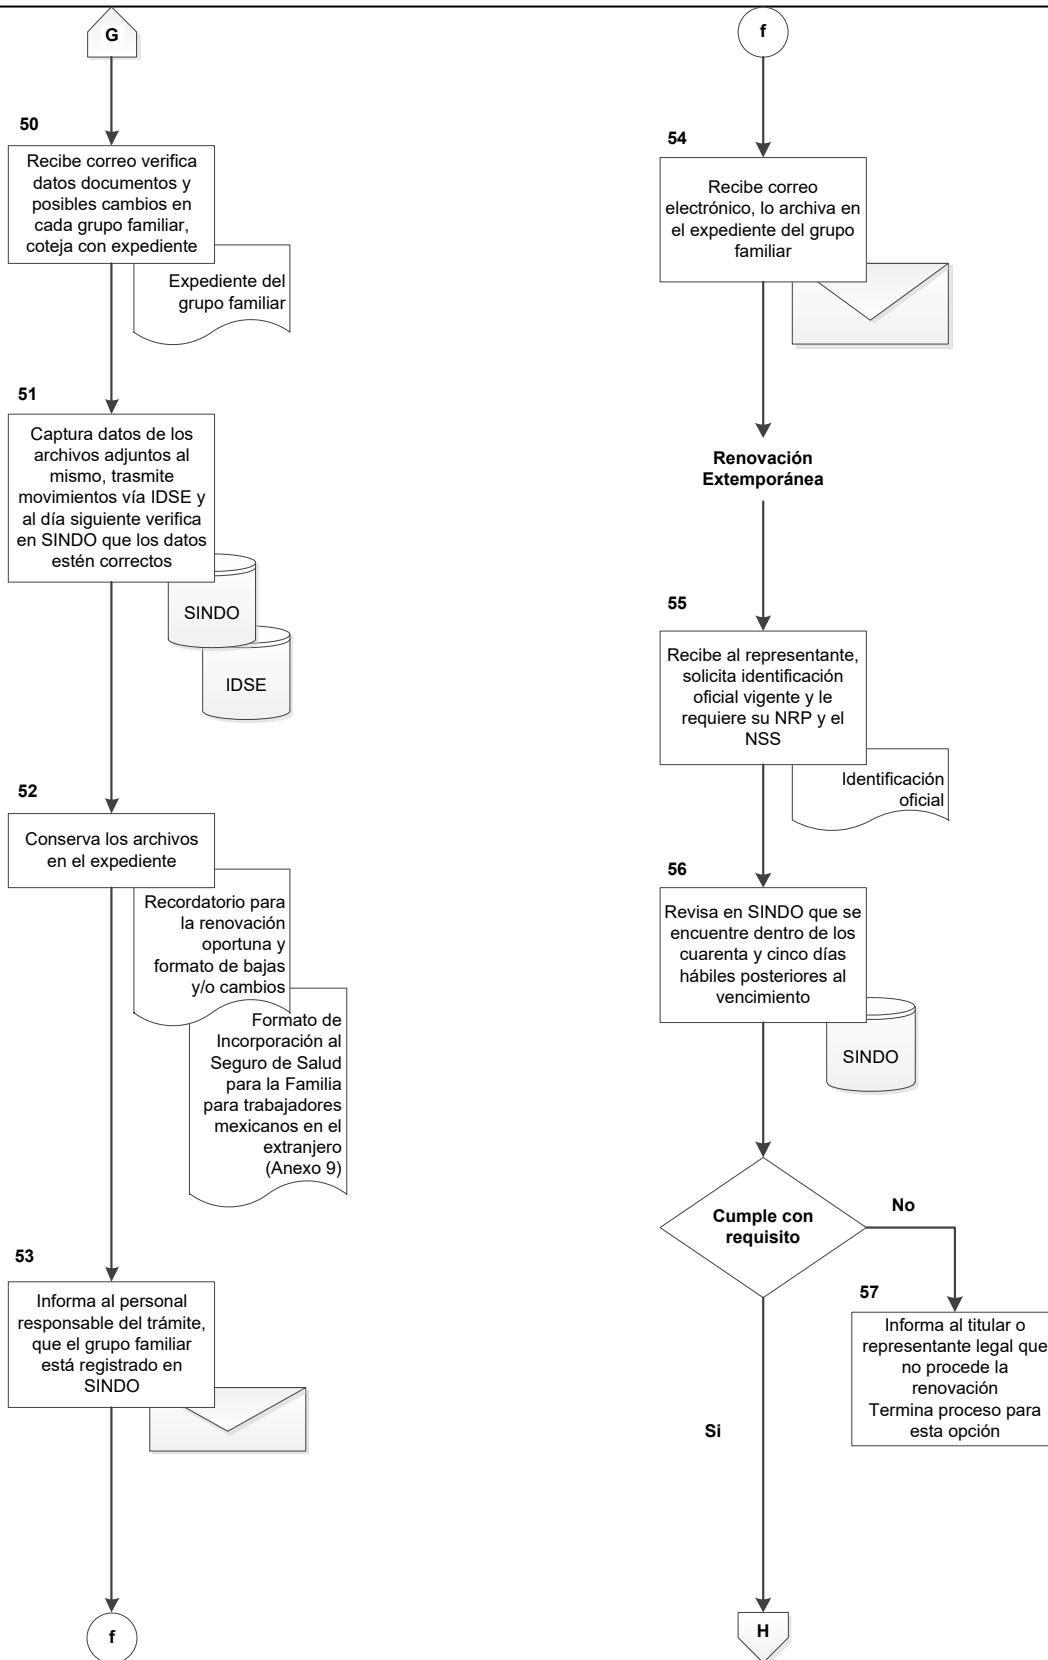 G
50
Recibe correo verifica
datos documentos y
posibles cambios en
cada grupo familiar,
coteja con expediente
Expediente del
grupo familiar
51
Captura datos de los
archivos adjuntos al
mismo, trasmite
movimientos vía IDSE y
al día siguiente verifica
en SINDO que los datos
estén correctos
SINDO
IDSE
52
Conserva los archivos
en el expediente
Recordatorio para
la renovación
oportuna y
formato de bajas
y/o cambios
Formato de
Incorporación al
Seguro de Salud
para la Familia
para trabajadores
mexicanos en el
extranjero
(Anexo 9)
53
Informa al personal
responsable del trámite,
que el grupo familiar
está registrado en
SINDO
f
f
54
Recibe correo
electrónico, lo archiva en
el expediente del grupo
familiar
Renovación
Extemporánea
55
Recibe al representante,
solicita identificación
oficial vigente y le
requiere su NRP y el
NSS
Identificación
oficial
56
Revisa en SINDO que se
encuentre dentro de los
cuarenta y cinco días
hábiles posteriores al
vencimiento
SINDO
Cumple con
requisito
No
57
Informa al titular o
representante legal que
no procede la
renovación
Termina proceso para
esta opción
Si
H